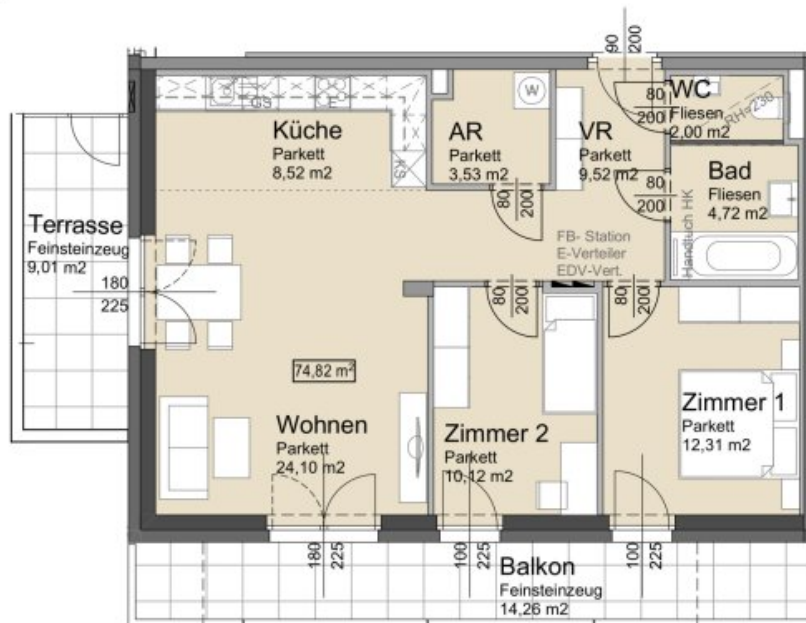 90
200
WC
80
200
Fliesen
2,00 m2
RH=230
GS
E
W
Küche
Parkett
8,52 m2
KS
AR
Parkett
3,53 m2
VR
Parkett
9,52 m2
Bad
Fliesen
4,72 m2
80
200
80
200
Handtuch HK
Terrasse
Feinsteinzeug
9,01 m2
180
225
FB- Station
E-Verteiler
EDV-Vert.
80
200
80
200
74,82 m²
Wohnen
Parkett
24,10 m2
Zimmer 2
Parkett
10,12 m2
Zimmer 1
Parkett
12,31 m2
180
225
100
225
100
225
Balkon
Feinsteinzeug
14,26 m2